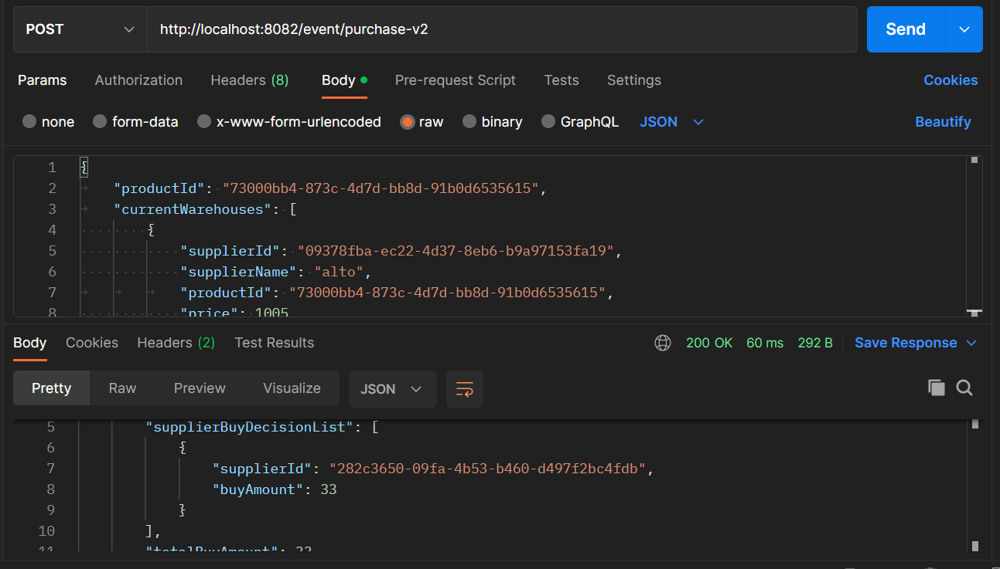 POST http://localhost:8082/event/purchase-v2 Send
Params Authorization Headers (8) Body Pre-request Script Tests Settings Cookies
none form-data x-www-form-urlencoded raw binary GraphQL JSON Beautify
1 {
2 "productId": "73000bb4-873c-4d7d-bb8d-91b0d6535615",
3 "currentWarehouses": [
4 {
5 "supplierId": "09378fba-ec22-4d37-8eb6-b9a97153fa19",
6 "supplierName": "alto",
7 "productId": "73000bb4-873c-4d7d-bb8d-91b0d6535615",
8 "price": 1005
Body Cookies Headers (2) Test Results 200 OK 60 ms 292 B Save Response
Pretty Raw Preview Visualize JSON
5 "supplierBuyDecisionList": [
6 {
7 "supplierId": "282c3650-09fa-4b53-b460-d497f2bc4fdb",
8 "buyAmount": 33
9 }
10 ],
11 "totalBuyAmount": 33